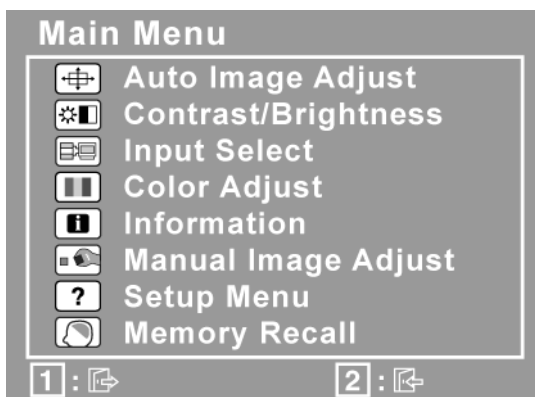 Main Menu
Auto Image Adjust
Contrast/Brightness
Input Select
Color Adjust
Information
Manual Image Adjust
? Setup Menu
Memory Recall
1 : 2 :